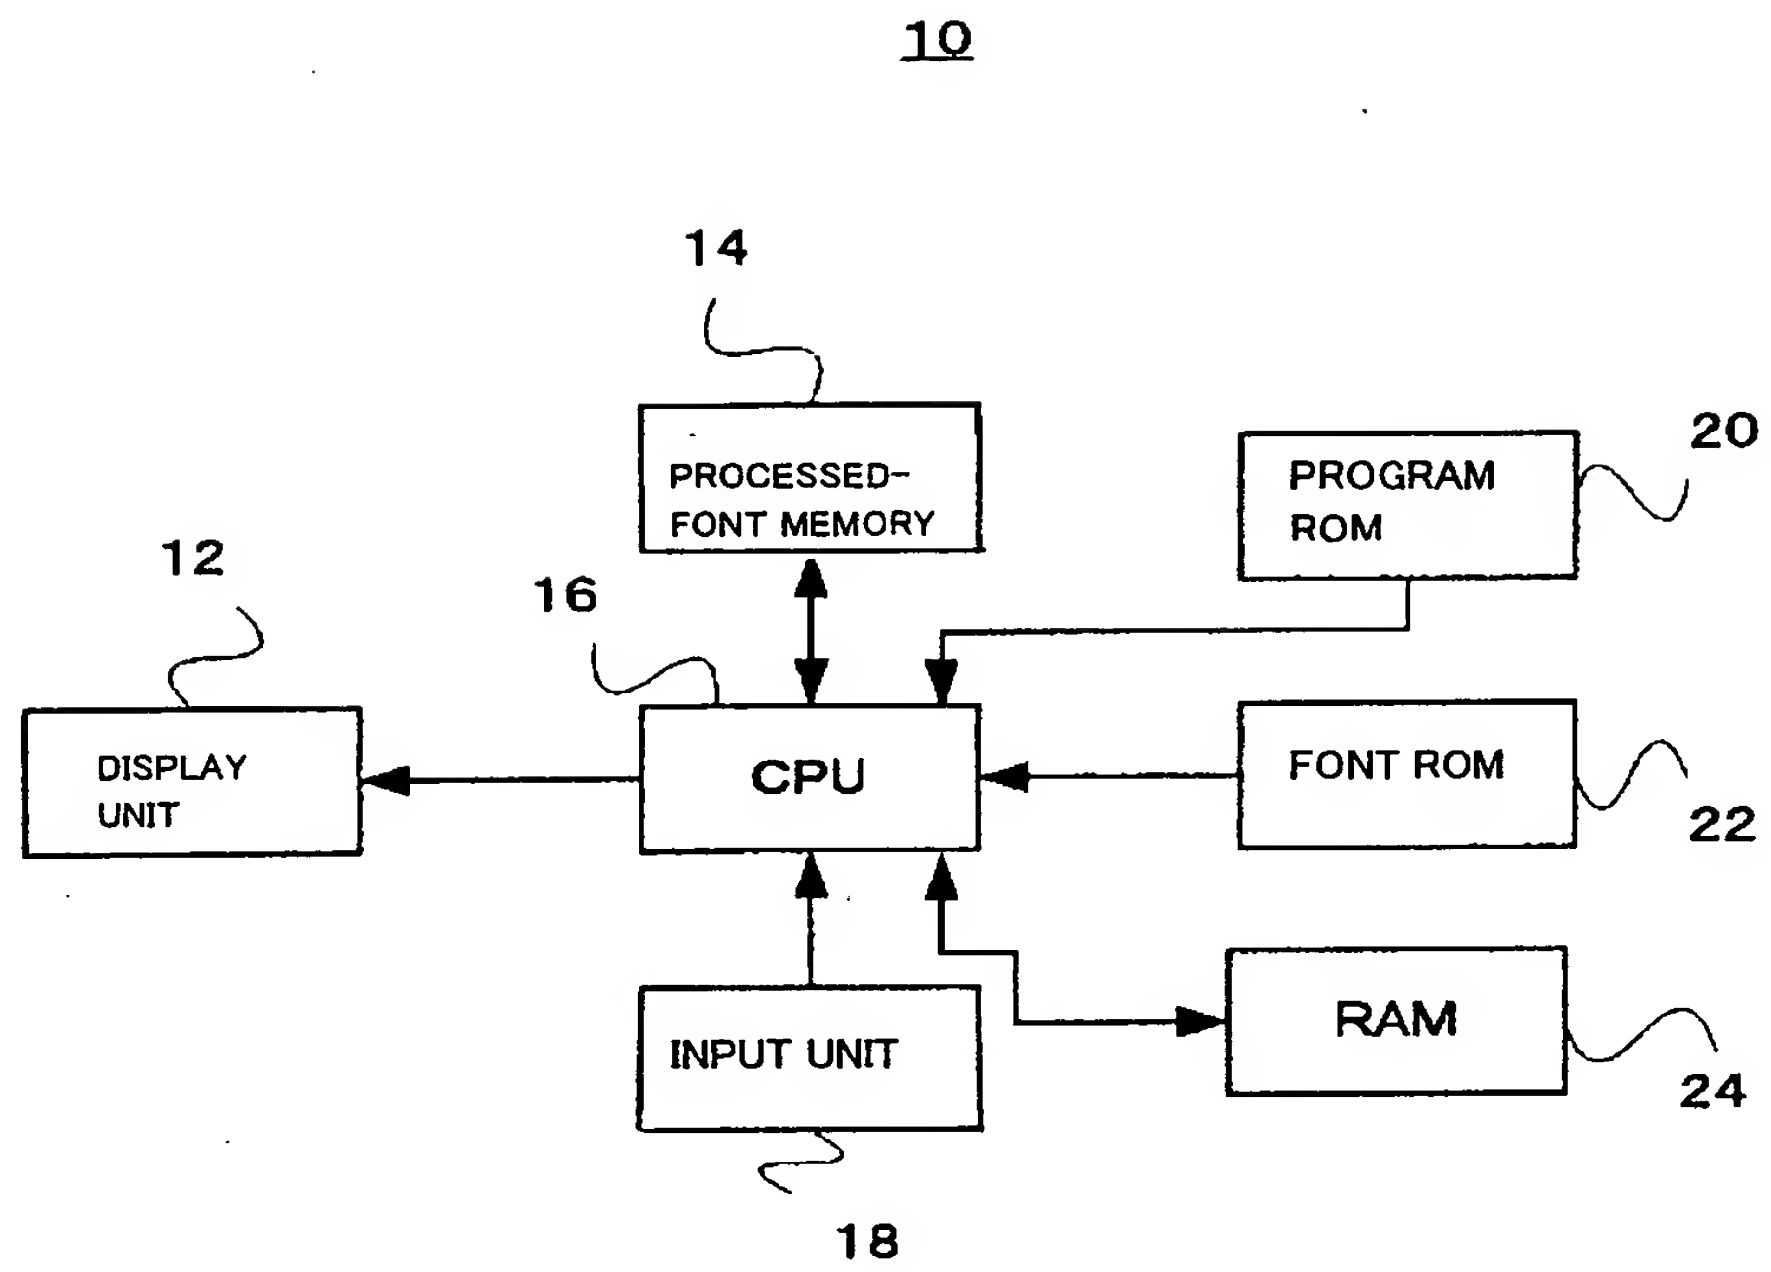 10
14
PROCESSED-
FONT MEMORY
20
PROGRAM
ROM
12
16
DISPLAY
UNIT
CPU
FONT ROM
22
INPUT UNIT
RAM
24
18